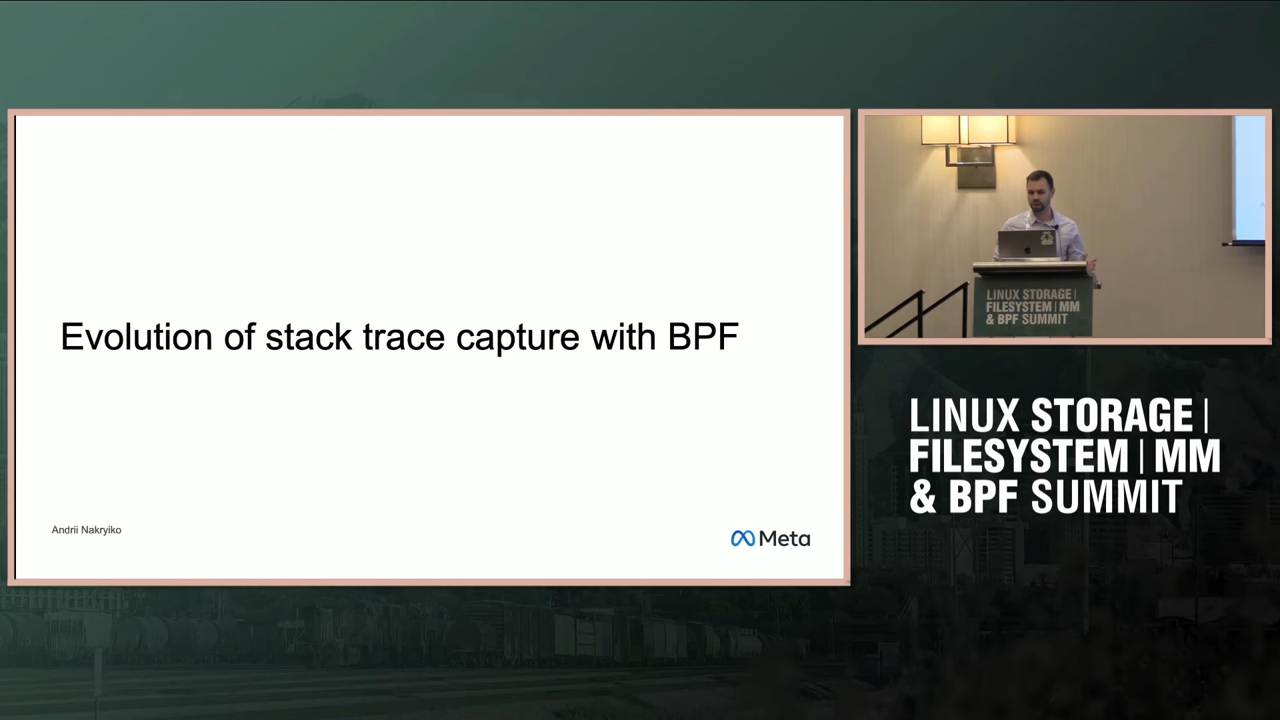 Evolution of stack trace capture with BPF
Andrii Nakryiko
Meta
LINUX STORAGE|
FILESYSTEM|MM
& BPF SUMMIT
LINUX STORAGE|
FILESYSTEM|MM
& BPF SUMMIT